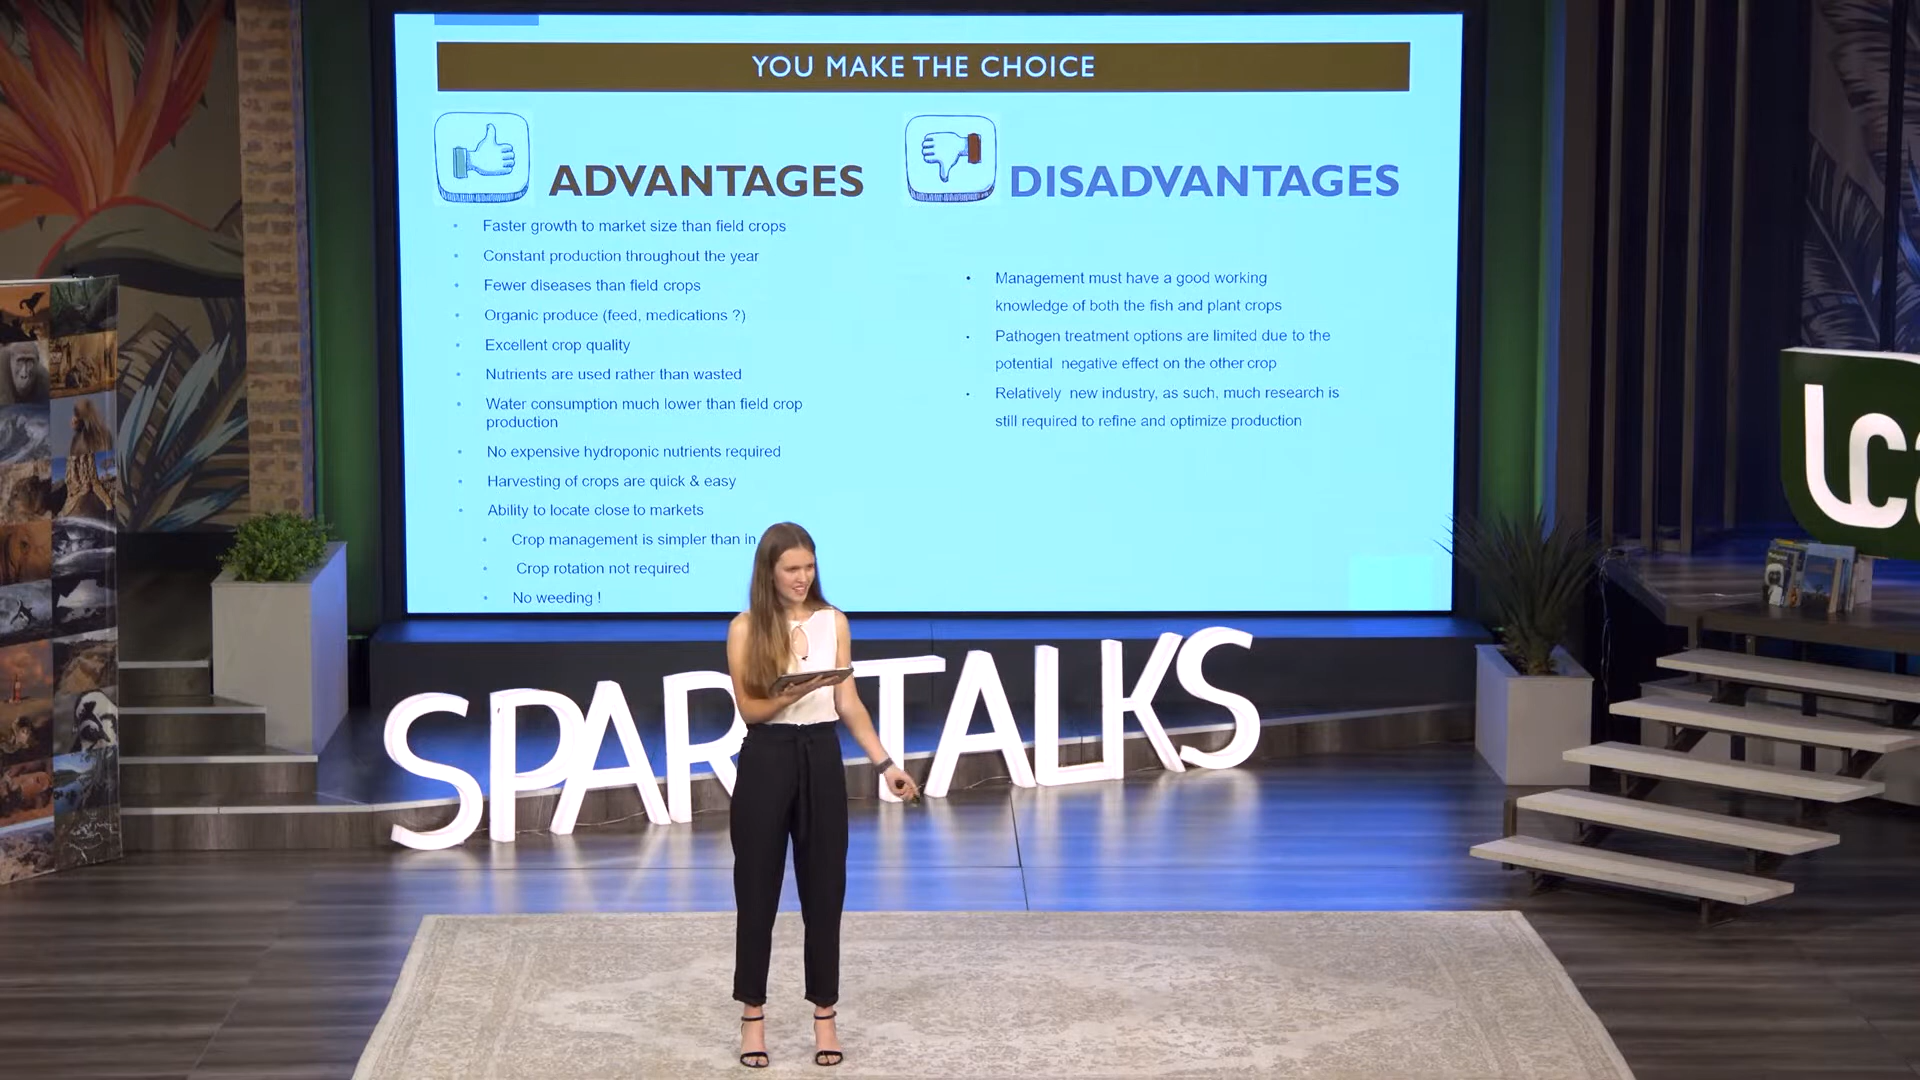 YOU MAKE THE CHOICE
ADVANTAGES
Faster growth to market size than field crops
Constant production throughout the year
Fewer diseases than field crops
Organic produce (feed, medications ?)
Excellent crop quality
Nutrients are used rather than wasted
Water consumption much lower than field crop
production
No expensive hydroponic nutrients required
Harvesting of crops are quick & easy
Ability to locate close to markets
Crop management is simpler than in
Crop rotation not required
No weeding !
DISADVANTAGES
Management must have a good working
knowledge of both the fish and plant crops
Pathogen treatment options are limited due to the
potential negative effect on the other crop
Relatively new industry, as such, much research is
still required to refine and optimize production
SPAR TALKS